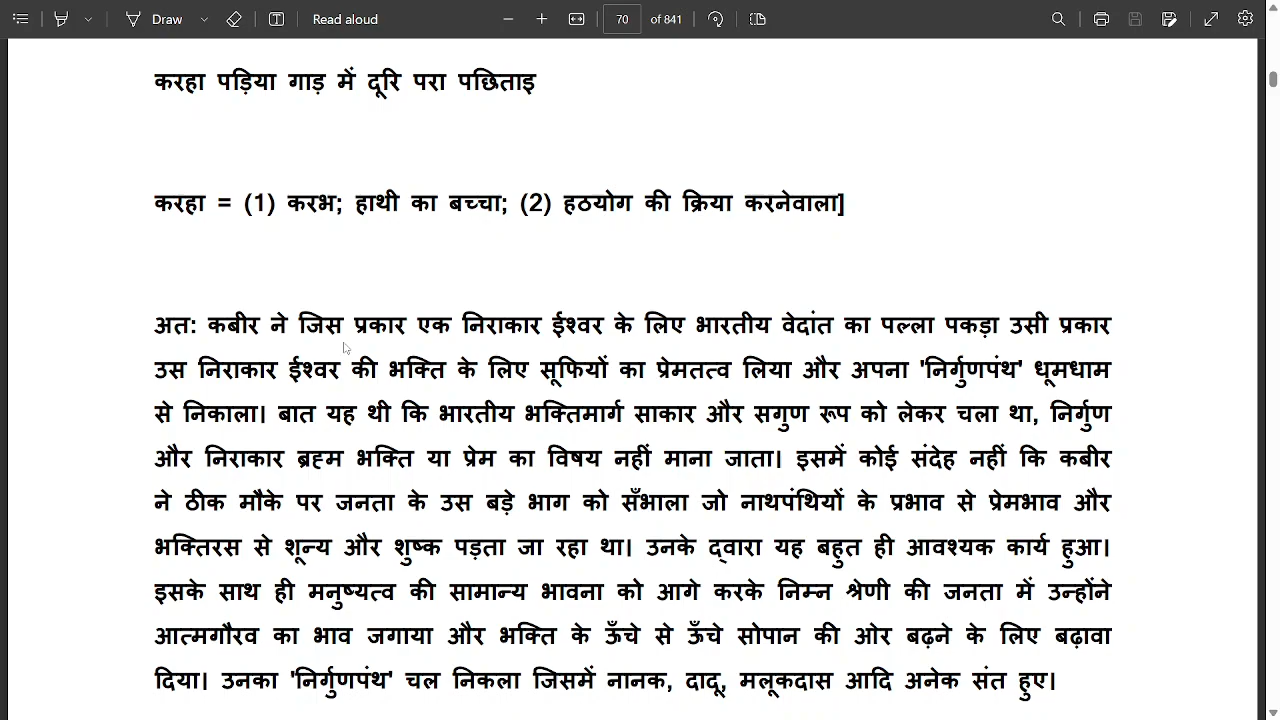 Draw
Read aloud
70 of 841
करहा पड़िया गाड़ में दूरि परा पछिताइ
करहा = (1) करभ; हाथी का बच्चा; (2) हठयोग की क्रिया करनेवाला]
अत: कबीर ने जिस प्रकार एक निराकार ईश्वर के लिए भारतीय वेदांत का पल्ला पकड़ा उसी प्रकार
उस निराकार ईश्वर की भक्ति के लिए सूफियों का प्रेमतत्व लिया और अपना 'निर्गुणपंथ' धूमधाम
से निकाला। बात यह थी कि भारतीय भक्तिमार्ग साकार और सगुण रूप को लेकर चला था, निर्गुण
और निराकार ब्रह्म भक्ति या प्रेम का विषय नहीं माना जाता। इसमें कोई संदेह नहीं कि कबीर
ने ठीक मौके पर जनता के उस बड़े भाग को सँभाला जो नाथपंथियों के प्रभाव से प्रेमभाव और
भक्तिरस से शून्य और शुष्क पड़ता जा रहा था। उनके द्वारा यह बहुत ही आवश्यक कार्य हुआ।
इसके साथ ही मनुष्यत्व की सामान्य भावना को आगे करके निम्न श्रेणी की जनता में उन्होंने
आत्मगौरव का भाव जगाया और भक्ति के ऊँचे से ऊँचे सोपान की ओर बढ़ने के लिए बढ़ावा
दिया। उनका 'निर्गुणपंथ' चल निकला जिसमें नानक, दादू, मलूकदास आदि अनेक संत हुए।